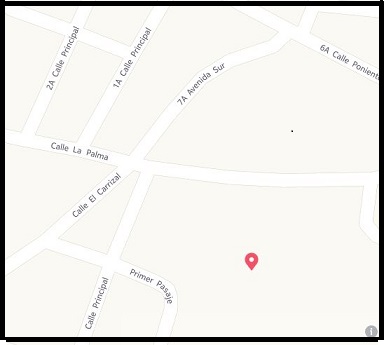 2A Calle Principal
1A Calle Principal
7A Avenida Sur
6A Calle Poniente
Calle La Palma
Calle El Carrizal
Primer Pasaje
Calle Principal
i